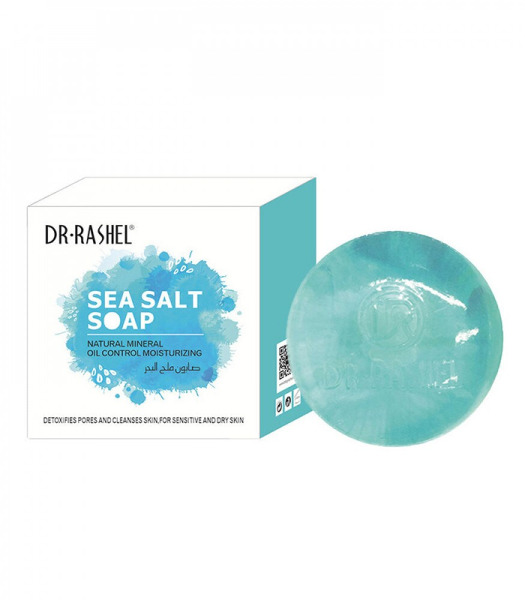 DR·RASHEL®
SEA SALT
SOAP
NATURAL MINERAL
OIL CONTROL MOISTURIZING
صابون ملح البحر
DETOXIFIES PORES AND CLEANSES SKIN,FOR SENSITIVE AND DRY SKIN
DR
DR.RASHEL